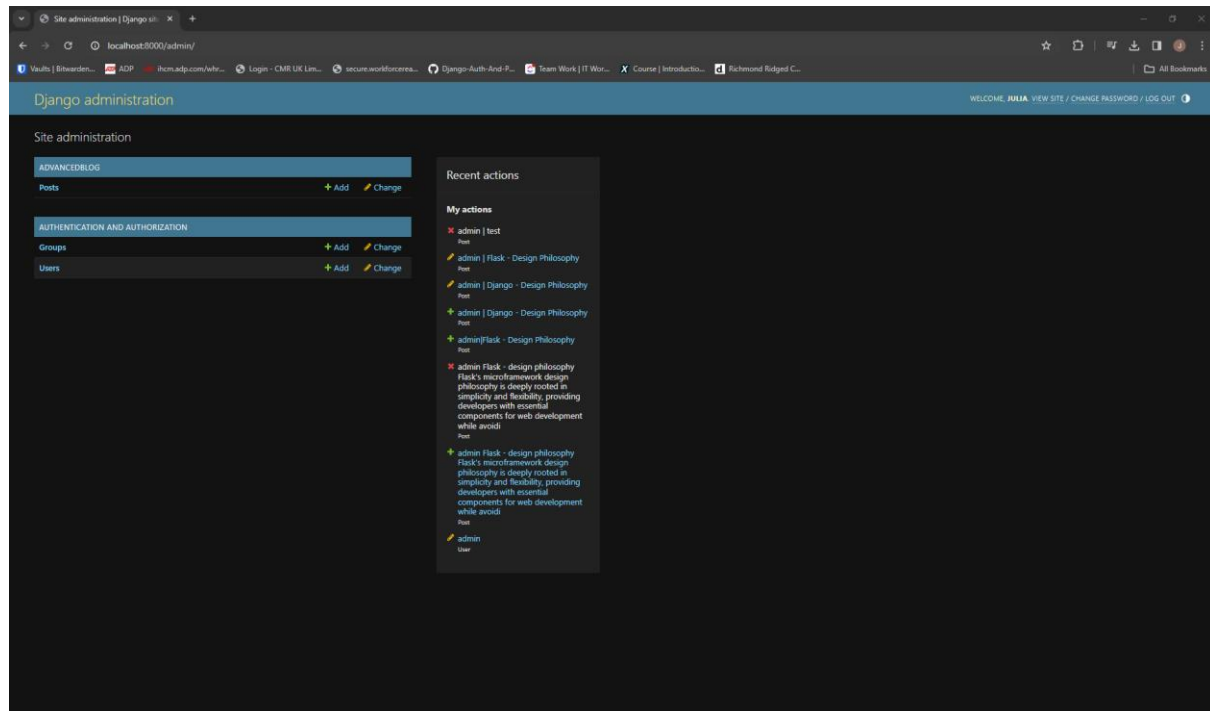 Site administration | Django sit
localhost:8000/admin/
Vaults | Bitwarden... ADP ihcm.adp.com/whr... Login - CMR UK Lim... secure.workforcerea... Django-Auth-And-P... Team Work | IT Wor... Course | Introductio... Richmond Ridged C... All Bookmarks
Django administration
WELCOME, JULIA. VIEW SITE / CHANGE PASSWORD / LOG OUT
Site administration
ADVANCEDBLOG
Posts + Add Change
AUTHENTICATION AND AUTHORIZATION
Groups + Add Change
Users + Add Change
Recent actions
My actions
admin | test
Post
admin | Flask - Design Philosophy
Post
admin | Django - Design Philosophy
Post
admin | Django - Design Philosophy
Post
admin|Flask - Design Philosophy
Post
admin Flask - design philosophy
Flask's microframework design
philosophy is deeply rooted in
simplicity and flexibility, providing
developers with essential
components for web development
while avoidi
Post
admin Flask - design philosophy
Flask's microframework design
philosophy is deeply rooted in
simplicity and flexibility, providing
developers with essential
components for web development
while avoidi
Post
admin
User